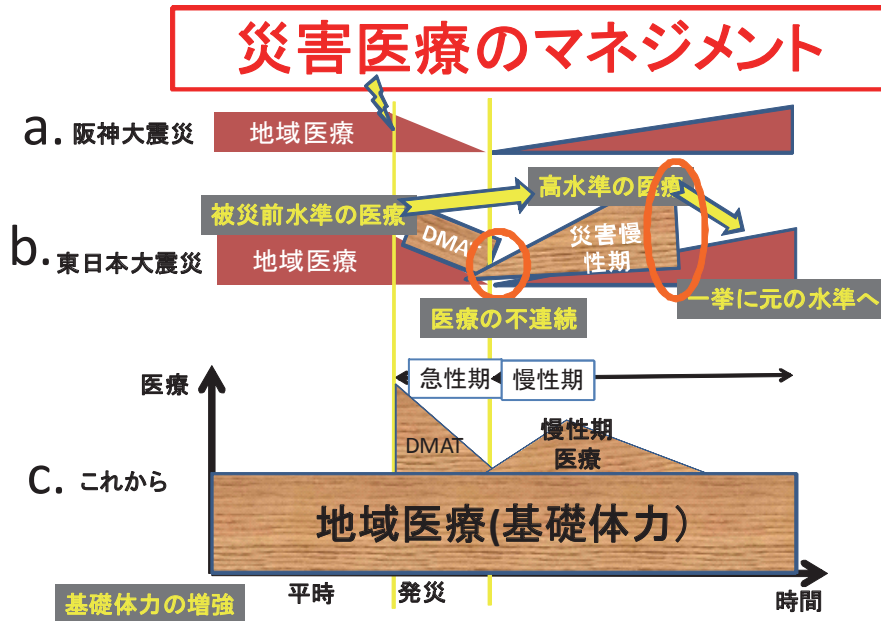 災害医療のマネジメント
a. 阪神大震災
地域医療
高水準の医療
被災前水準の医療
DMAT
災害慢
性期
b. 東日本大震災
地域医療
一挙に元の水準へ
医療の不連続
医療
急性期
慢性期
DMAT
慢性期
医療
c. これから
地域医療(基礎体力）
平時
発災
時間
基礎体力の増強